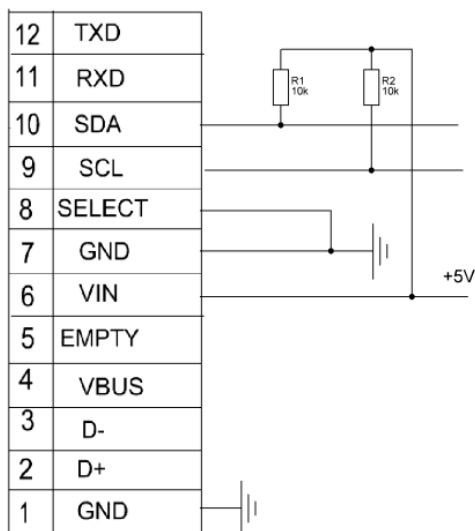 12 TXD
11 RXD
10 SDA
9 SCL
8 SELECT
7 GND
6 VIN
5 EMPTY
4 VBUS
3 D-
2 D+
1 GND
R1
10k
R2
10k
+5V